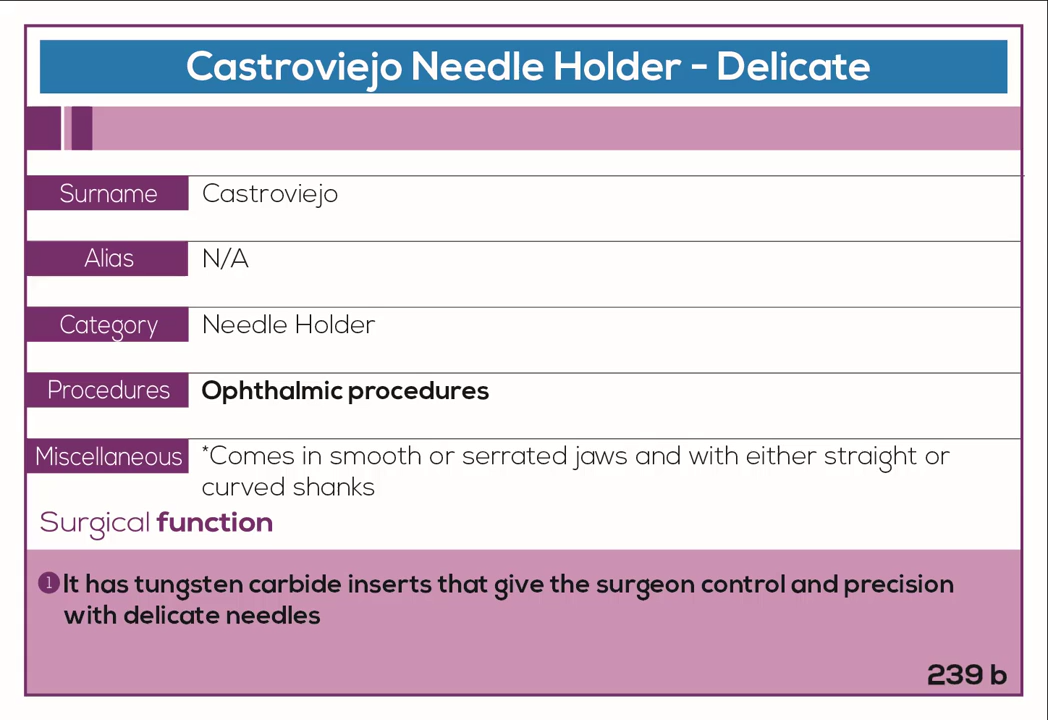 Castroviejo Needle Holder - Delicate
Surname
Castroviejo
Alias
N/A
Category
Needle Holder
Procedures
Ophthalmic procedures
Miscellaneous
*Comes in smooth or serrated jaws and with either straight or
curved shanks
Surgical function
1 It has tungsten carbide inserts that give the surgeon control and precision
with delicate needles
239 b